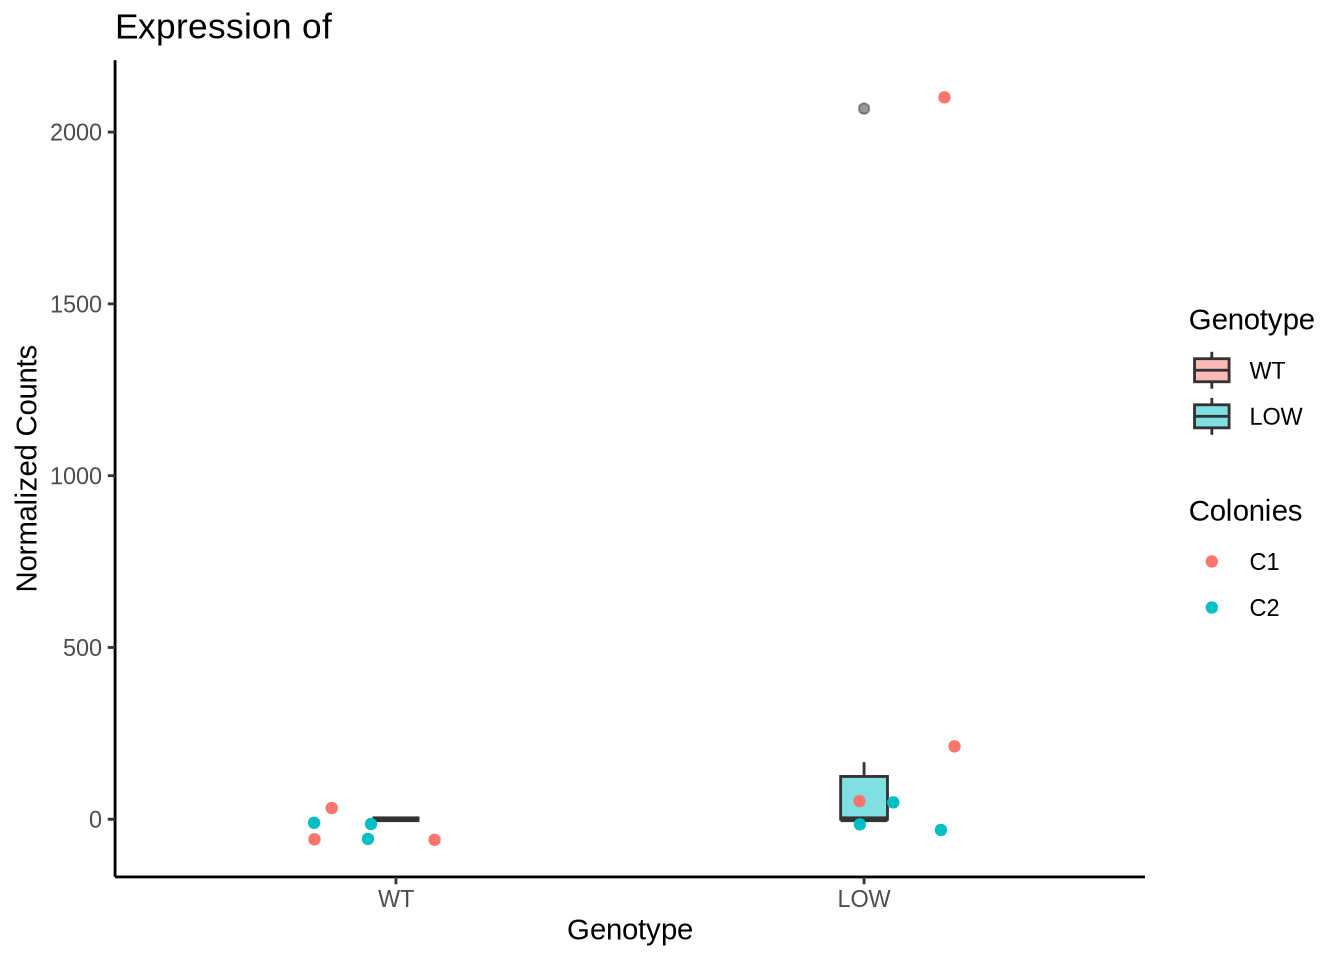 Expression of
Normalized Counts
2000
1500
1000
500
0
WT
LOW
Genotype
Genotype
WT
LOW
Colonies
C1
C2